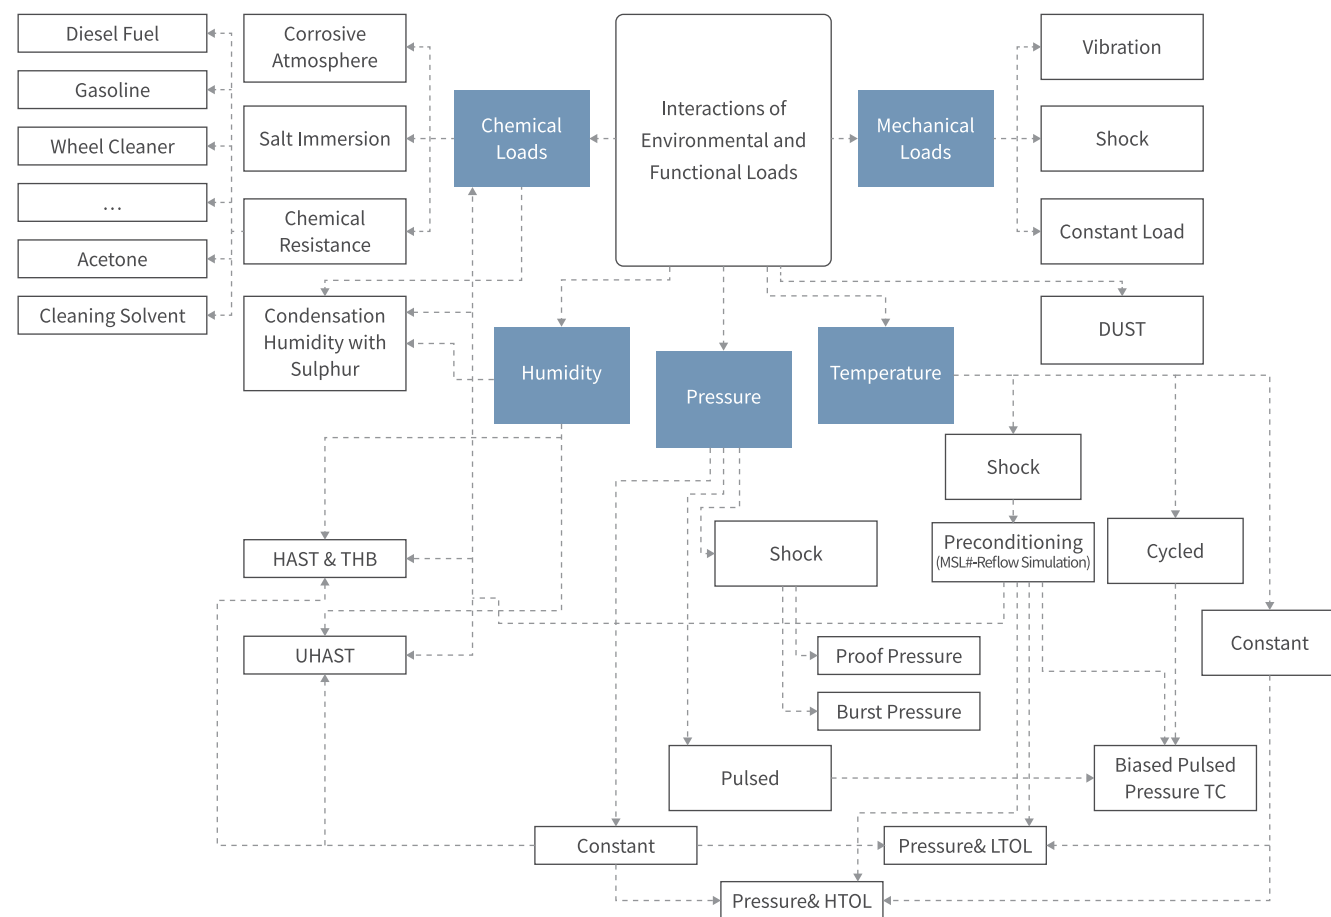 Diesel Fuel
Gasoline
Wheel Cleaner
...
Acetone
Cleaning Solvent
Corrosive
Atmosphere
Salt Immersion
Chemical
Resistance
Condensation
Humidity with
Sulphur
Chemical
Loads
Interactions of
Environmental and
Functional Loads
Mechanical
Loads
Vibration
Shock
Constant Load
DUST
Humidity
Pressure
Temperature
Shock
Preconditioning
(MSL#-Reflow Simulation)
Cycled
Constant
HAST & THB
UHAST
Shock
Proof Pressure
Burst Pressure
Pulsed
Biased Pulsed
Pressure TC
Constant
Pressure& LTOL
Pressure& HTOL